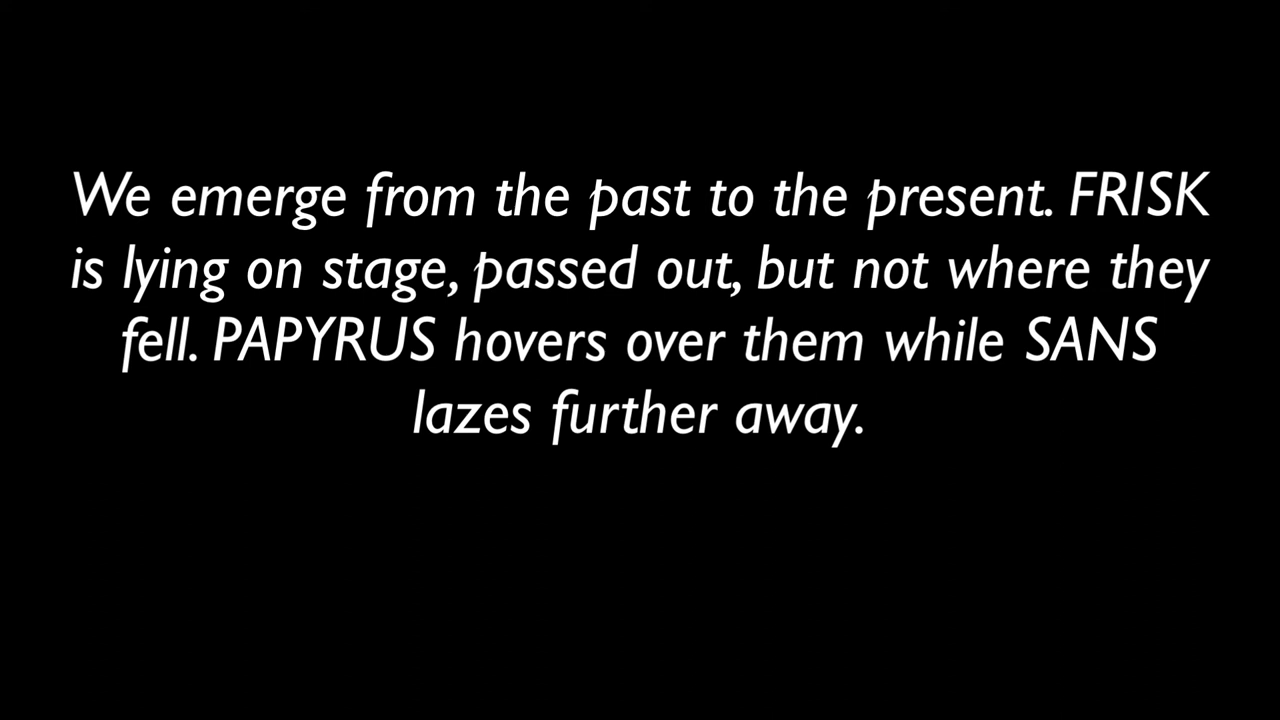 We emerge from the past to the present. FRISK
is lying on stage, passed out, but not where they
fell. PAPYRUS hovers over them while SANS
lazes further away.